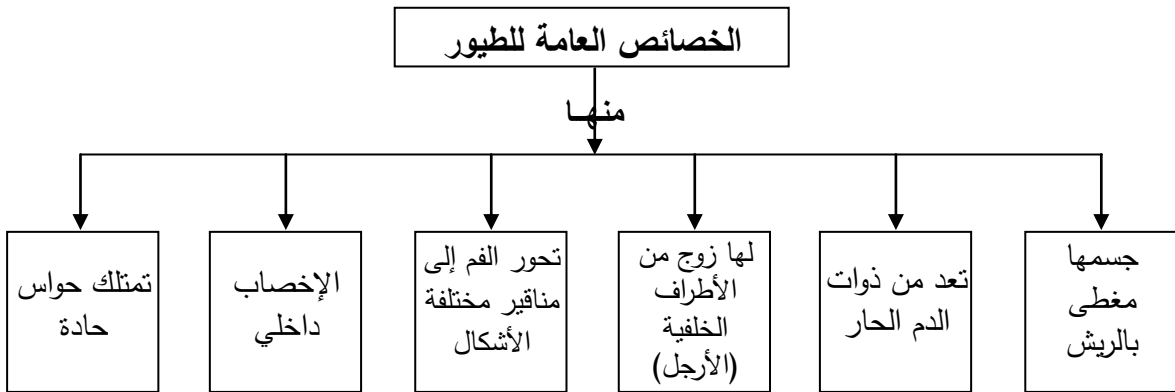 الخصائص العامة للطيور
منهـا
جسمها
مغطى
بالريش
تعد من ذوات
الدم الحار
لها زوج من
الأطراف
الخلفية
(الأرجل)
تحور الفم إلى
مناقير مختلفة
الأشكال
الإخصاب
داخلي
تمتلك حواس
حادة